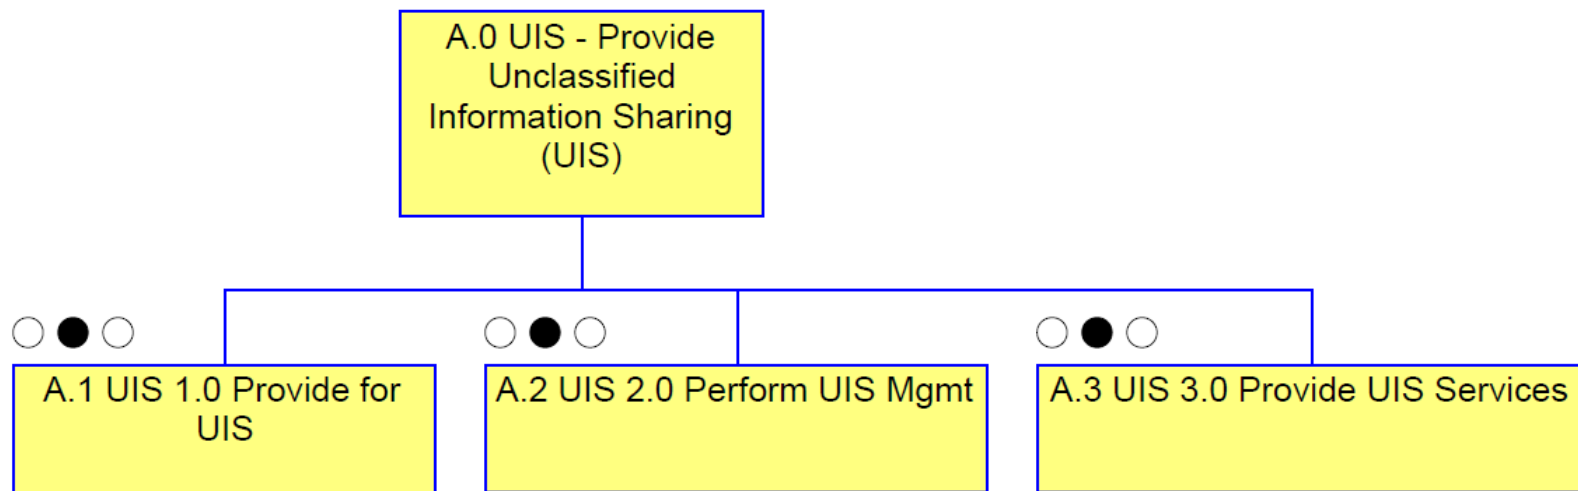 A.0 UIS - Provide
Unclassified
Information Sharing
(UIS)
A.1 UIS 1.0 Provide for
UIS
A.2 UIS 2.0 Perform UIS Mgmt
A.3 UIS 3.0 Provide UIS Services